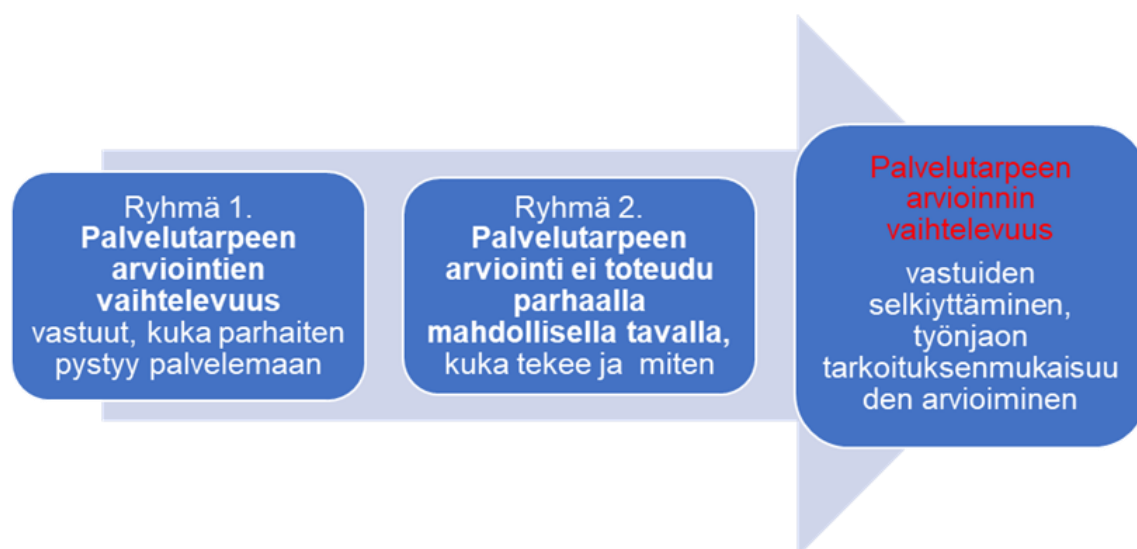 Ryhmä 1.
Palvelutarpeen
arviointien
vaihtelevuus
vastuut, kuka parhaiten
pystyy palvelemaan
Ryhmä 2.
Palvelutarpeen
arviointi ei toteudu
parhaalla
mahdollisella tavalla,
kuka tekee ja miten
Palvelutarpeen
arvioinnin
vaihtelevuus
vastuiden
selkiyttäminen,
työnjaon
tarkoituksenmukaisuu
den arvioiminen